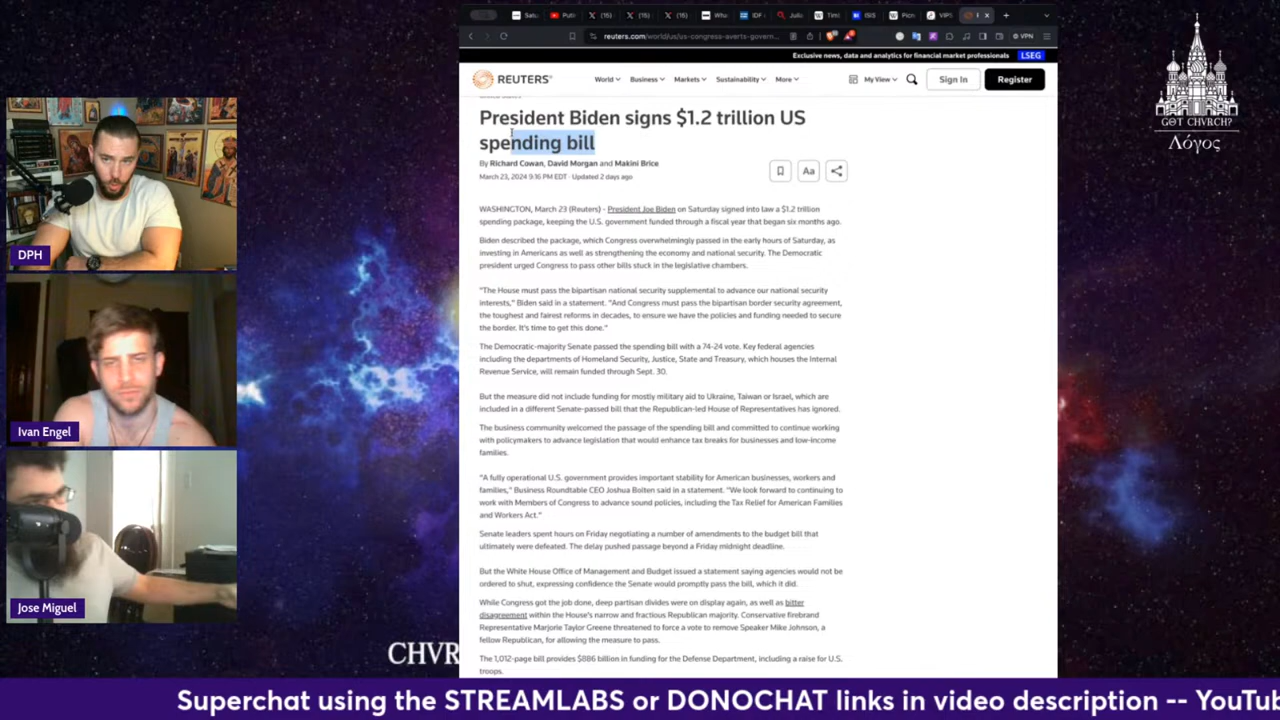 Satu
(15)
(15)
(15)
Wha
IDF
Julia
Timt
ISIS
Picn
VIPS
reuters.com/world/us/us-congress-averts-govern...
VPN
Exclusive news, data and analytics for financial market professionals
LSEG
REUTERS
World
Business
Markets
Sustainability
More
My View
Sign In
Register
President Biden signs $1.2 trillion US
spending bill
By Richard Cowan, David Morgan and Makini Brice
March 23, 2024 9:16 PM EDT · Updated 2 days ago
Aa
WASHINGTON, March 23 (Reuters) - President Joe Biden on Saturday signed into law a $1.2 trillion
spending package, keeping the U.S. government funded through a fiscal year that began six months ago.
Biden described the package, which Congress overwhelmingly passed in the early hours of Saturday, as
investing in Americans as well as strengthening the economy and national security. The Democratic
president urged Congress to pass other bills stuck in the legislative chambers.
"The House must pass the bipartisan national security supplemental to advance our national security
interests," Biden said in a statement. "And Congress must pass the bipartisan border security agreement,
the toughest and fairest reforms in decades, to ensure we have the policies and funding needed to secure
the border. It's time to get this done."
The Democratic-majority Senate passed the spending bill with a 74-24 vote. Key federal agencies
including the departments of Homeland Security, Justice, State and Treasury, which houses the Internal
Revenue Service, will remain funded through Sept. 30.
But the measure did not include funding for mostly military aid to Ukraine, Taiwan or Israel, which are
included in a different Senate-passed bill that the Republican-led House of Representatives has ignored.
The business community welcomed the passage of the spending bill and committed to continue working
with policymakers to advance legislation that would enhance tax breaks for businesses and low-income
families.
"A fully operational U.S. government provides important stability for American businesses, workers and
families," Business Roundtable CEO Joshua Bolten said in a statement. "We look forward to continuing to
work with Members of Congress to advance sound policies, including the Tax Relief for American Families
and Workers Act."
Senate leaders spent hours on Friday negotiating a number of amendments to the budget bill that
ultimately were defeated. The delay pushed passage beyond a Friday midnight deadline.
But the White House Office of Management and Budget issued a statement saying agencies would not be
ordered to shut, expressing confidence the Senate would promptly pass the bill, which it did.
While Congress got the job done, deep partisan divides were on display again, as well as bitter
disagreement within the House's narrow and fractious Republican majority. Conservative firebrand
Representative Marjorie Taylor Greene threatened to force a vote to remove Speaker Mike Johnson, a
fellow Republican, for allowing the measure to pass.
The 1,012-page bill provides $886 billion in funding for the Defense Department, including a raise for U.S.
troops.
DPH
Ivan Engel
Jose Miguel
GOT CHVRCH?
Λόγος
CHVR
Superchat using the STREAMLABS or DONOCHAT links in video description -- YouTub